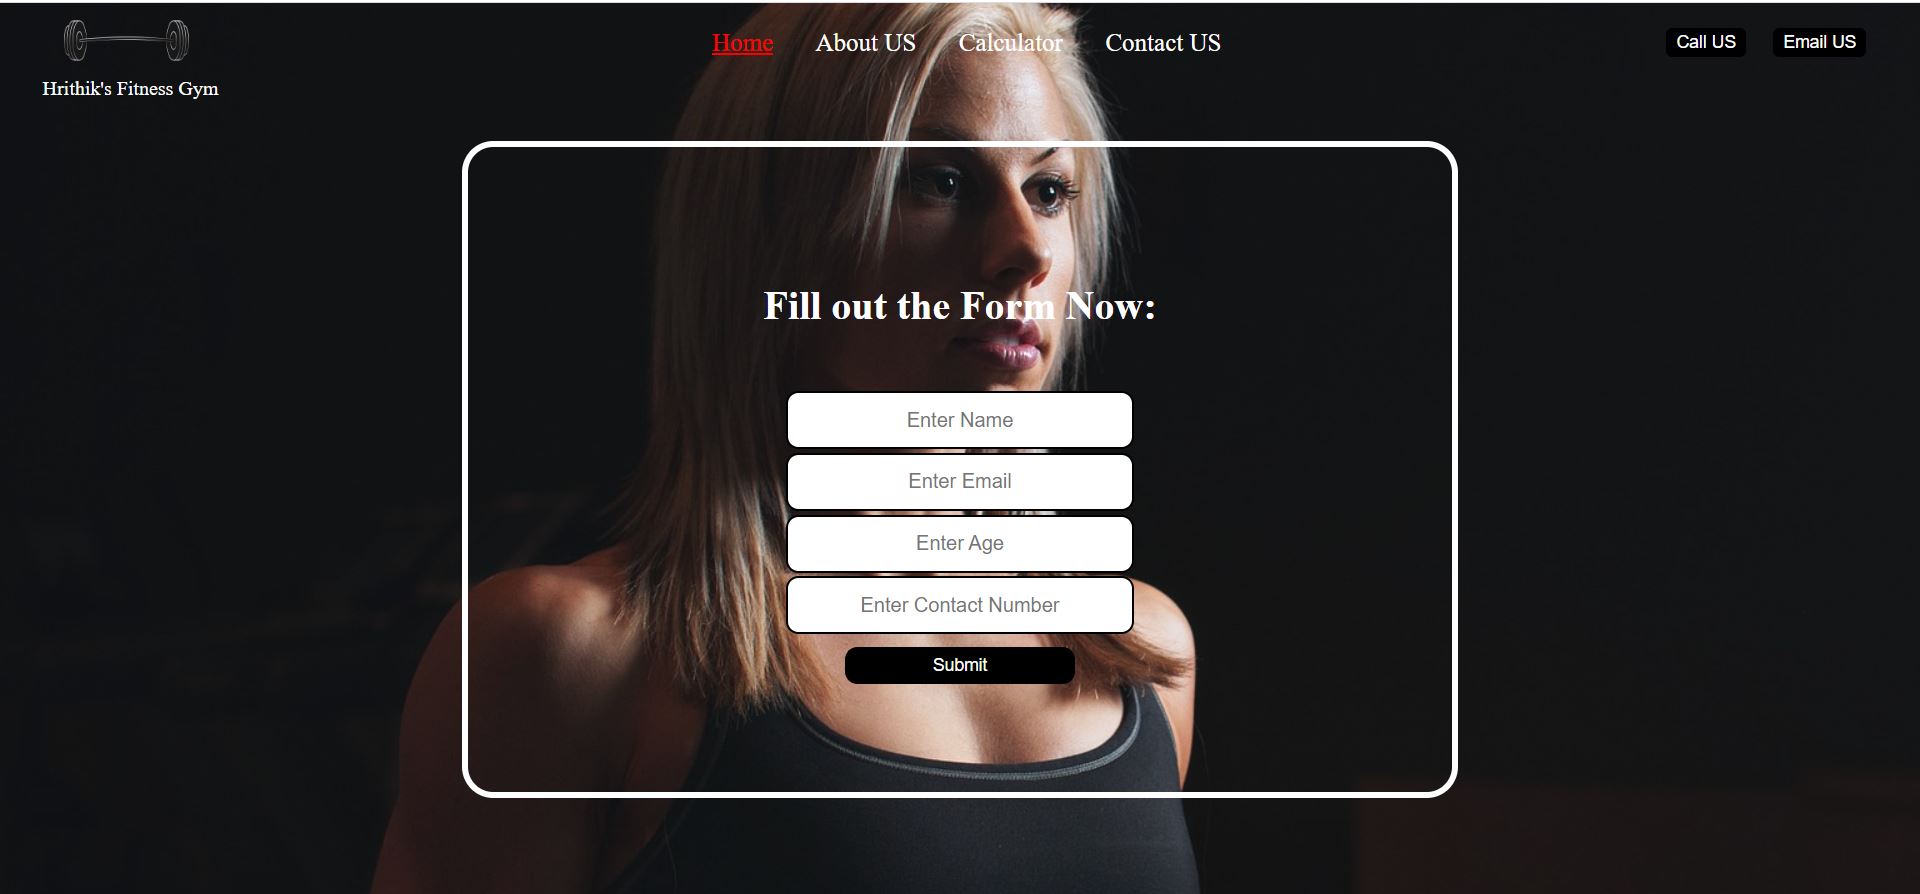 Home
About US
Calculator
Contact US
Call US
Email US
Hrithik's Fitness Gym
Fill out the Form Now:
Enter Name
Enter Email
Enter Age
Enter Contact Number
Submit